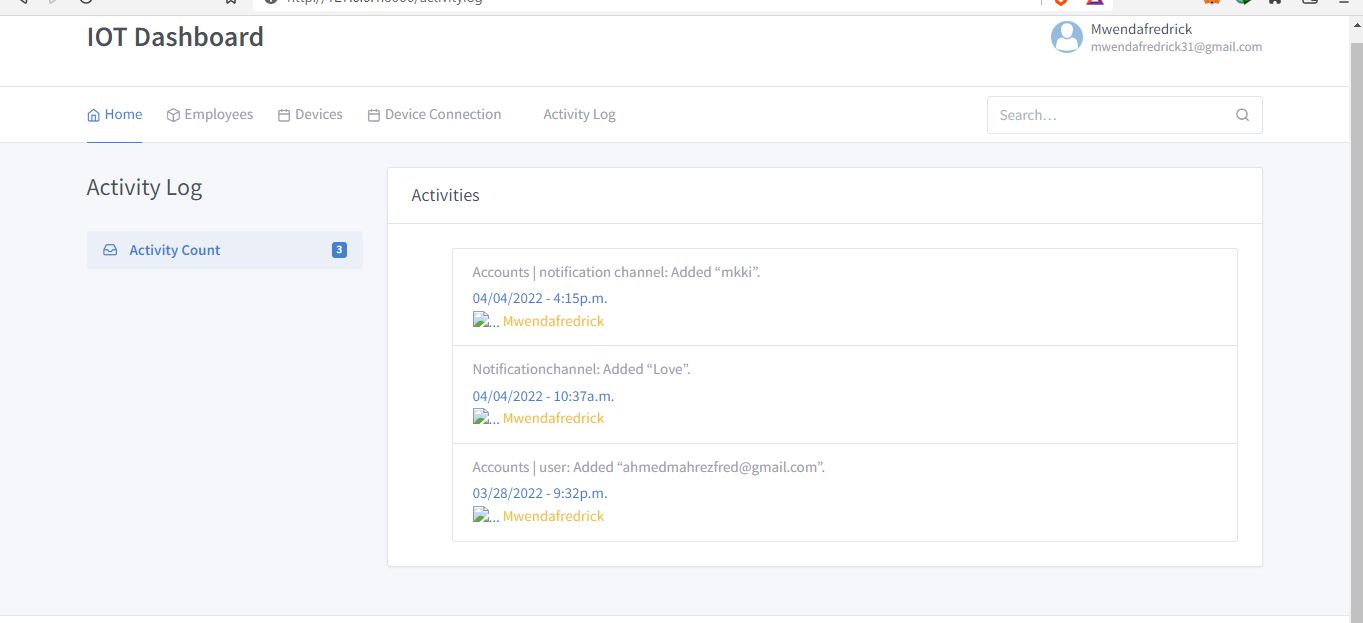 IOT Dashboard
Mwendafredrick
mwendafredrick31@gmail.com
Home
Employees
Devices
Device Connection
Activity Log
Search...
Activity Log
Activity Count
3
Activities
Accounts | notification channel: Added “mkki”.
04/04/2022 - 4:15p.m.
... Mwendafredrick
Notificationchannel: Added “Love”.
04/04/2022 - 10:37a.m.
... Mwendafredrick
Accounts | user: Added “ahmedmahrezfred@gmail.com”.
03/28/2022 - 9:32p.m.
... Mwendafredrick